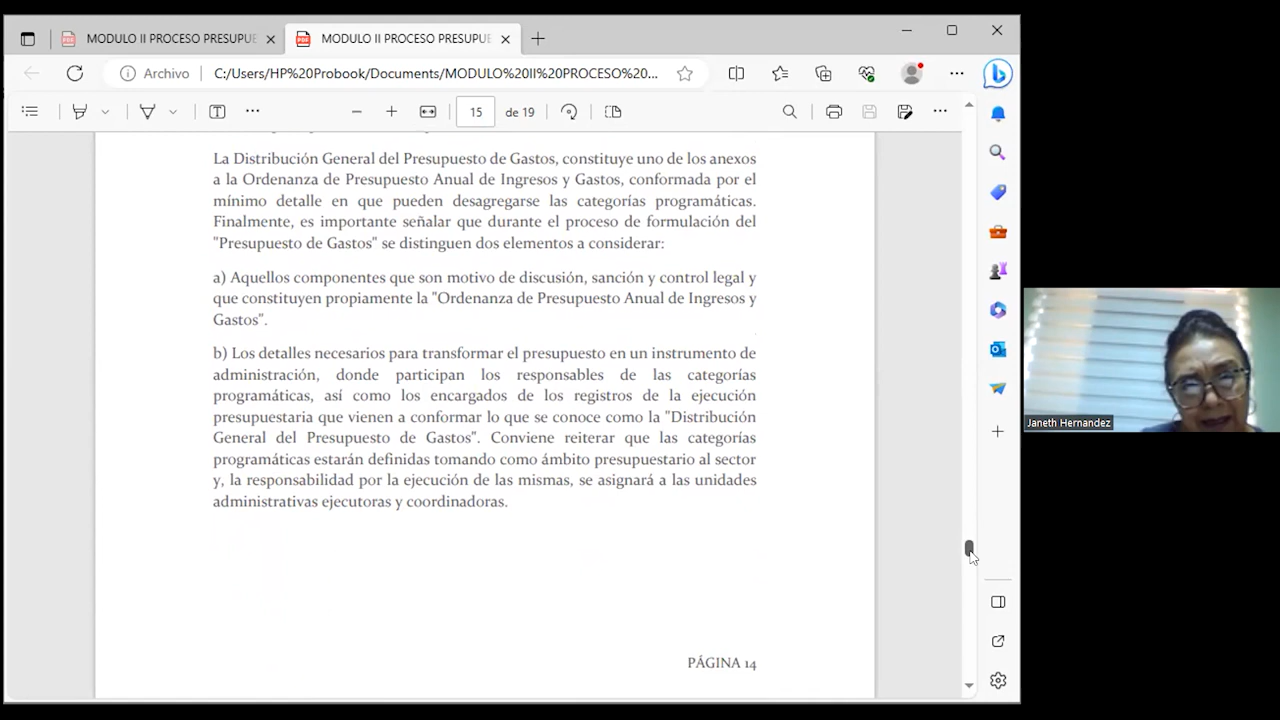 MODULO II PROCESO PRESUPUE
MODULO II PROCESO PRESUPUE
Archivo
C:/Users/HP%20Probook/Documents/MODULO%20II%20PROCESO%20...
15 de 19
La Distribución General del Presupuesto de Gastos, constituye uno de los anexos
a la Ordenanza de Presupuesto Anual de Ingresos y Gastos, conformada por el
mínimo detalle en que pueden desagregarse las categorías programáticas.
Finalmente, es importante señalar que durante el proceso de formulación del
"Presupuesto de Gastos" se distinguen dos elementos a considerar:
a) Aquellos componentes que son motivo de discusión, sanción y control legal y
que constituyen propiamente la "Ordenanza de Presupuesto Anual de Ingresos y
Gastos".
b) Los detalles necesarios para transformar el presupuesto en un instrumento de
administración, donde participan los responsables de las categorías
programáticas, así como los encargados de los registros de la ejecución
presupuestaria que vienen a conformar lo que se conoce como la "Distribución
General del Presupuesto de Gastos". Conviene reiterar que las categorías
programáticas estarán definidas tomando como ámbito presupuestario al sector
y, la responsabilidad por la ejecución de las mismas, se asignará a las unidades
administrativas ejecutoras y coordinadoras.
PÁGINA 14
Janeth Hernandez